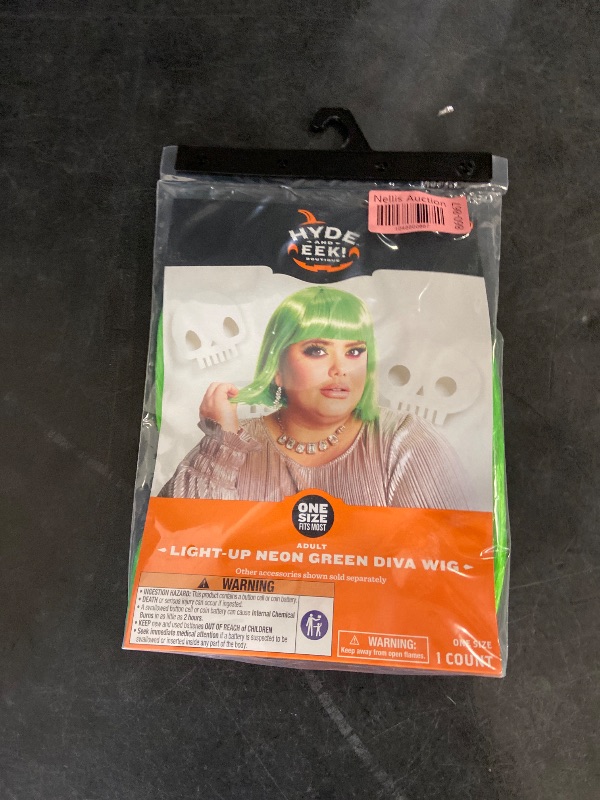 Nellis Auction
B60-B67
HYDE
AND
EEK!
BOUTIQUE
ONE
SIZE
FITS MOST
ADULT
LIGHT-UP NEON GREEN DIVA WIG
Other accessories shown sold separately
WARNING
• INGESTION HAZARD: This product contains a button cell or coin battery.
• DEATH or serious injury can occur if ingested.
• A swallowed button cell or coin battery can cause Internal Chemical
Burns in as little as 2 hours.
• KEEP new and used batteries OUT OF REACH of CHILDREN
• Seek immediate medical attention if a battery is suspected to be
swallowed or inserted inside any part of the body.
WARNING:
Keep away from open flames.
ONE SIZE
1 COUNT